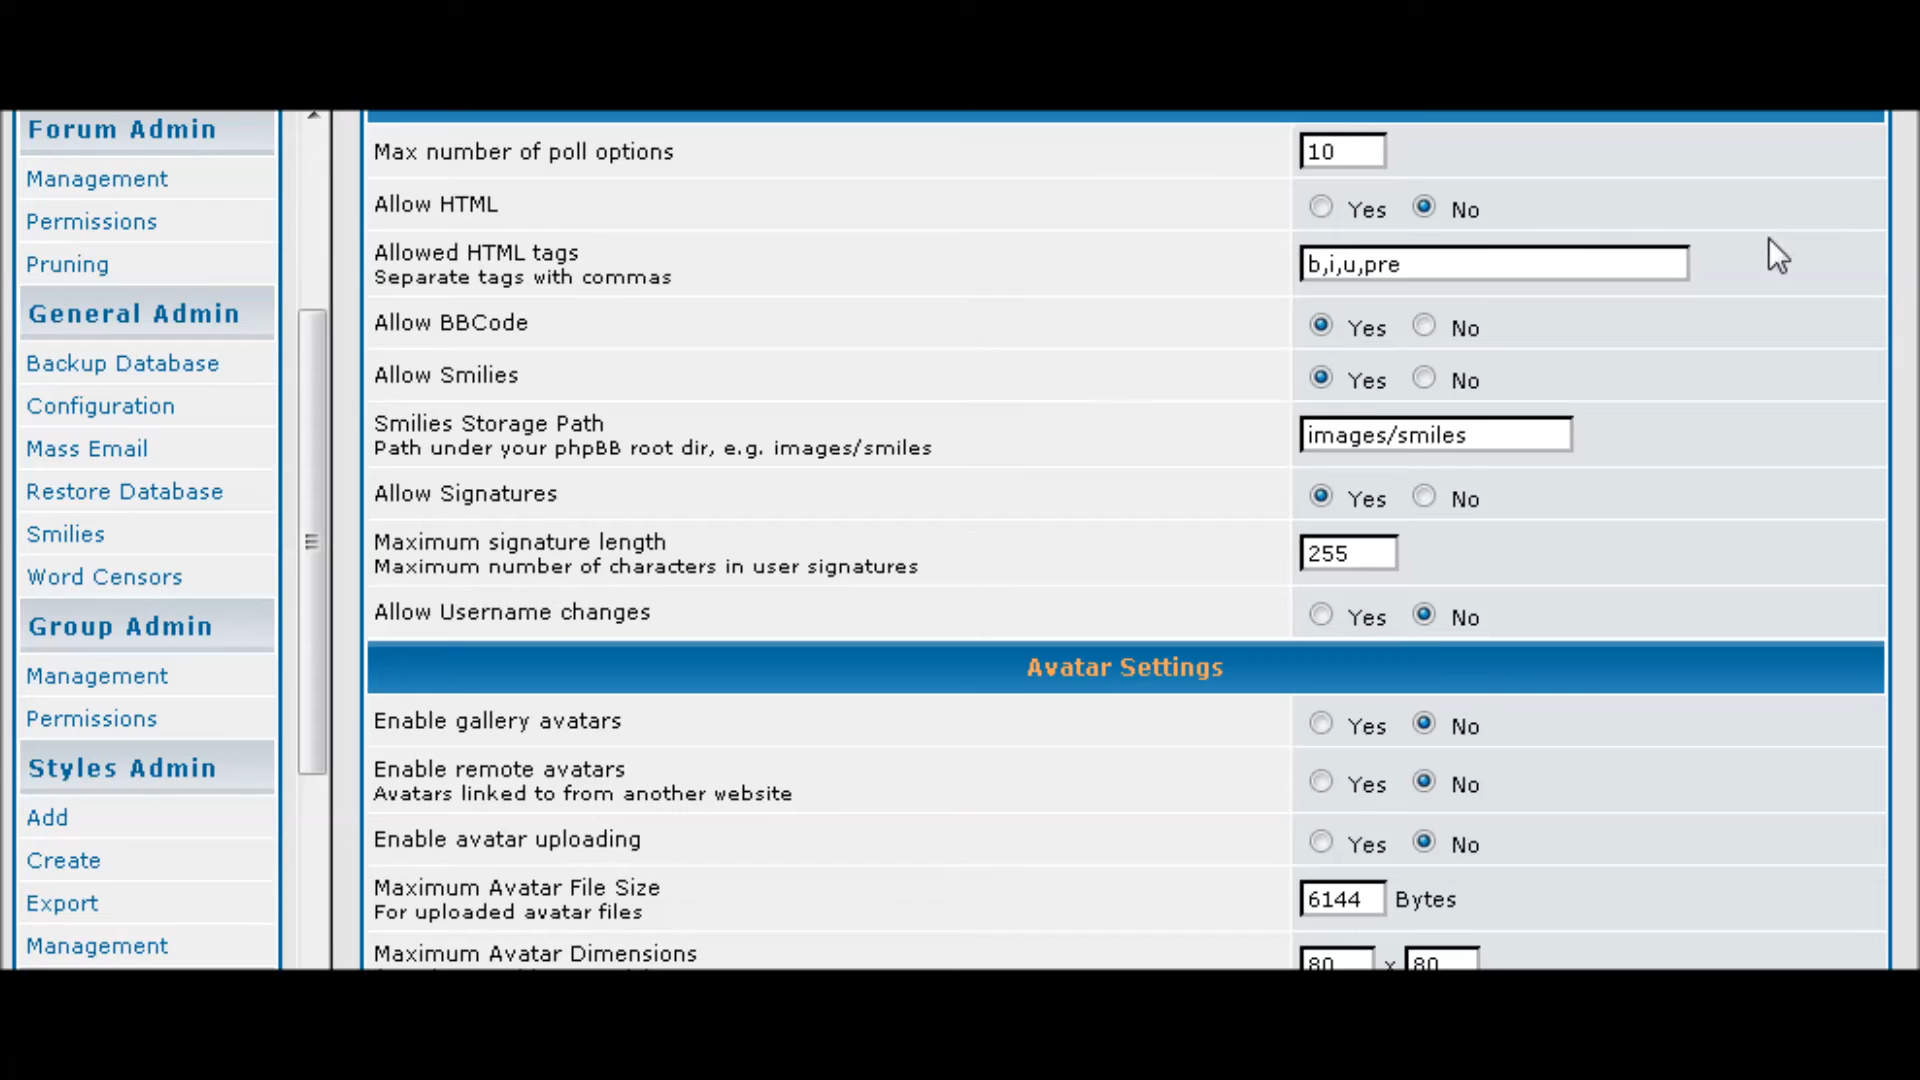 Forum Admin
Management
Permissions
Pruning
General Admin
Backup Database
Configuration
Mass Email
Restore Database
Smilies
Word Censors
Group Admin
Management
Permissions
Styles Admin
Add
Create
Export
Management
Max number of poll options
10
Allow HTML
Yes No
Allowed HTML tags
Separate tags with commas
b,i,u,pre
Allow BBCode
Yes No
Allow Smilies
Yes No
Smilies Storage Path
Path under your phpBB root dir, e.g. images/smiles
images/smiles
Allow Signatures
Yes No
Maximum signature length
Maximum number of characters in user signatures
255
Allow Username changes
Yes No
Avatar Settings
Enable gallery avatars
Yes No
Enable remote avatars
Avatars linked to from another website
Yes No
Enable avatar uploading
Yes No
Maximum Avatar File Size
For uploaded avatar files
6144 Bytes
Maximum Avatar Dimensions
80 x 80